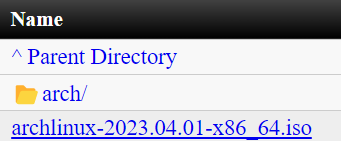 Name
^ Parent Directory
arch/
archlinux-2023.04.01-x86_64.iso